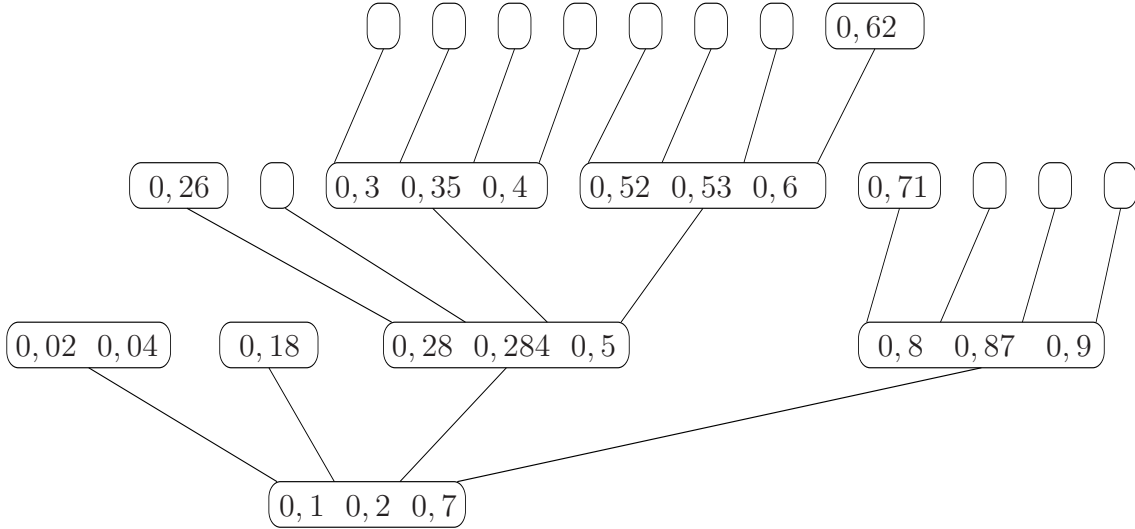 0, 62
0, 26
0, 3 0, 35 0, 4
0, 52 0, 53 0, 6
0, 71
0, 02 0, 04
0, 18
0, 28 0, 284 0, 5
0, 8 0, 87 0, 9
0, 1 0, 2 0, 7